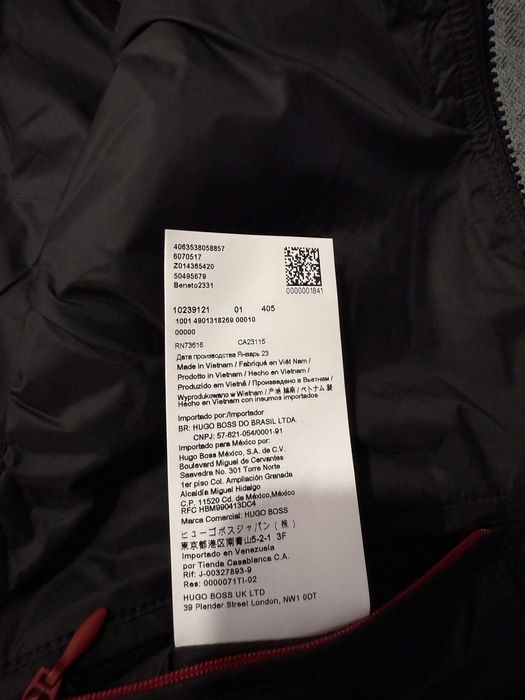 4063538058857
6070517
Z014365420
50495679
Beneto2331
0000001841
10239121 01 405
1001 4901318269 00010
00000
RN73616 CA23115
Дата производства Январь 23
Made in Vietnam / Fabriqué en Viêt Nam /
Prodotto in Vietnam / Hecho en Vietnam /
Produzido em Vietnã / Произведено в Вьетнам /
Wyprodukowano w Wietnam / 产地 越南 / ベトナム 製
Hecho en Vietnam con insumos importados
Importado por:/Importador
BR: HUGO BOSS DO BRASIL LTDA.
CNPJ: 57-621-054/0001-91
Importado para México por:
Hugo Boss México, S.A. de C.V.
Boulevard Miguel de Cervantes
Saavedra No. 301 Torre Norte
1er piso Col. Ampliación Granada
Alcaldía Miguel Hidalgo
C.P. 11520 Cd. de México,México
RFC HBM990413DC4
Marca Comercial: HUGO BOSS
ヒューゴボスジャパン(株)
東京都港区南青山5-2-1 3F
Importado en Venezuela
por Tienda Casablanca C.A.
Rif: J-00327893-9
Res: 0000071TI-02
HUGO BOSS UK LTD
39 Plender Street London, NW1 0DT